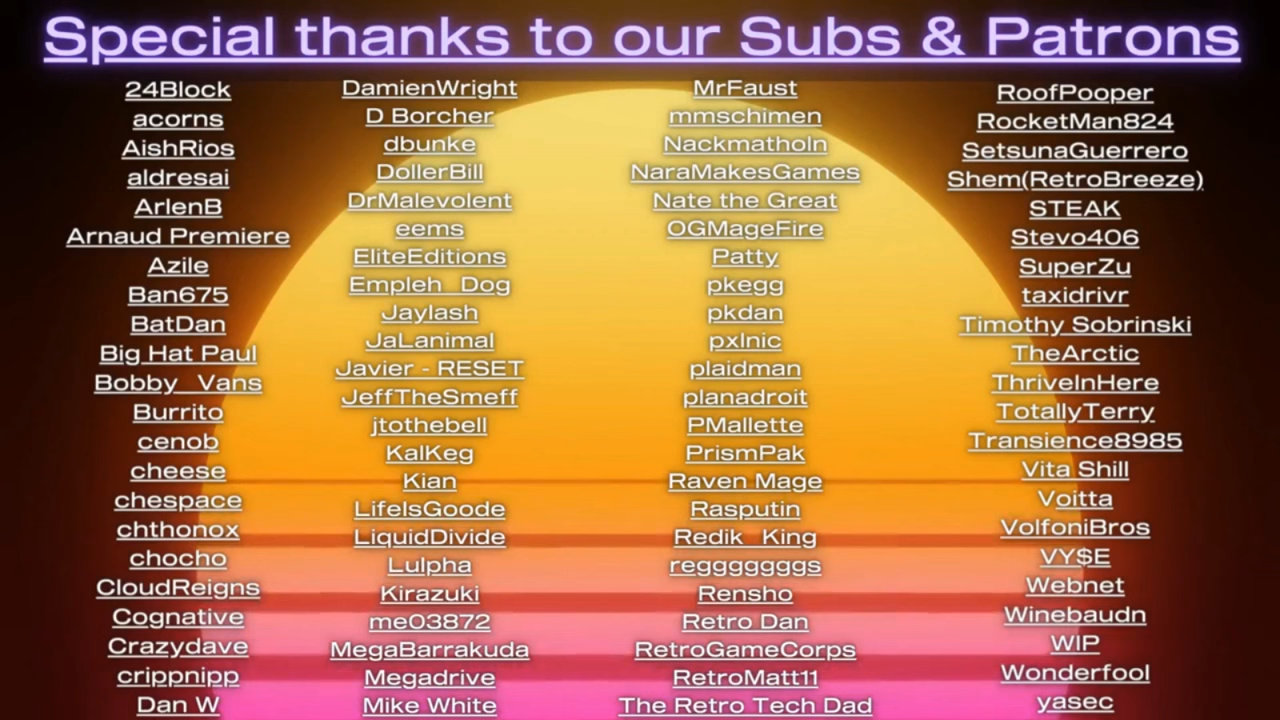 Special thanks to our Subs & Patrons
24Block
acorns
AishRios
aldresai
ArlenB
Arnaud Premiere
Azile
Ban675
BatDan
Big Hat Paul
Bobby_Vans
Burrito
cenob
cheese
chespace
chthonox
chocho
CloudReigns
Cognative
Crazydave
crippnipp
Dan W
DamienWright
D Borcher
dbunke
DollerBill
DrMalevolent
eems
EliteEditions
Empleh_Dog
Jaylash
JaLanimal
Javier - RESET
JeffTheSmeff
jtothebell
KalKeg
Kian
LifeIsGoode
LiquidDivide
Lulpha
Kirazuki
me03872
MegaBarrakuda
Megadrive
Mike White
MrFaust
mmschimen
Nackmatholn
NaraMakesGames
Nate the Great
OGMageFire
Patty
pkegg
pkdan
pxlnic
plaidman
planadroit
PMallette
PrismPak
Raven Mage
Rasputin
Redik_King
regggggggs
Rensho
Retro Dan
RetroGameCorps
RetroMatt11
The Retro Tech Dad
RoofPooper
RocketMan824
SetsunaGuerrero
Shem(RetroBreeze)
STEAK
Stevo406
SuperZu
taxidrivr
Timothy Sobrinski
TheArctic
ThriveInHere
TotallyTerry
Transience8985
Vita Shill
Voitta
VolfoniBros
VY$E
Webnet
Winebaudn
WIP
Wonderfool
yasec